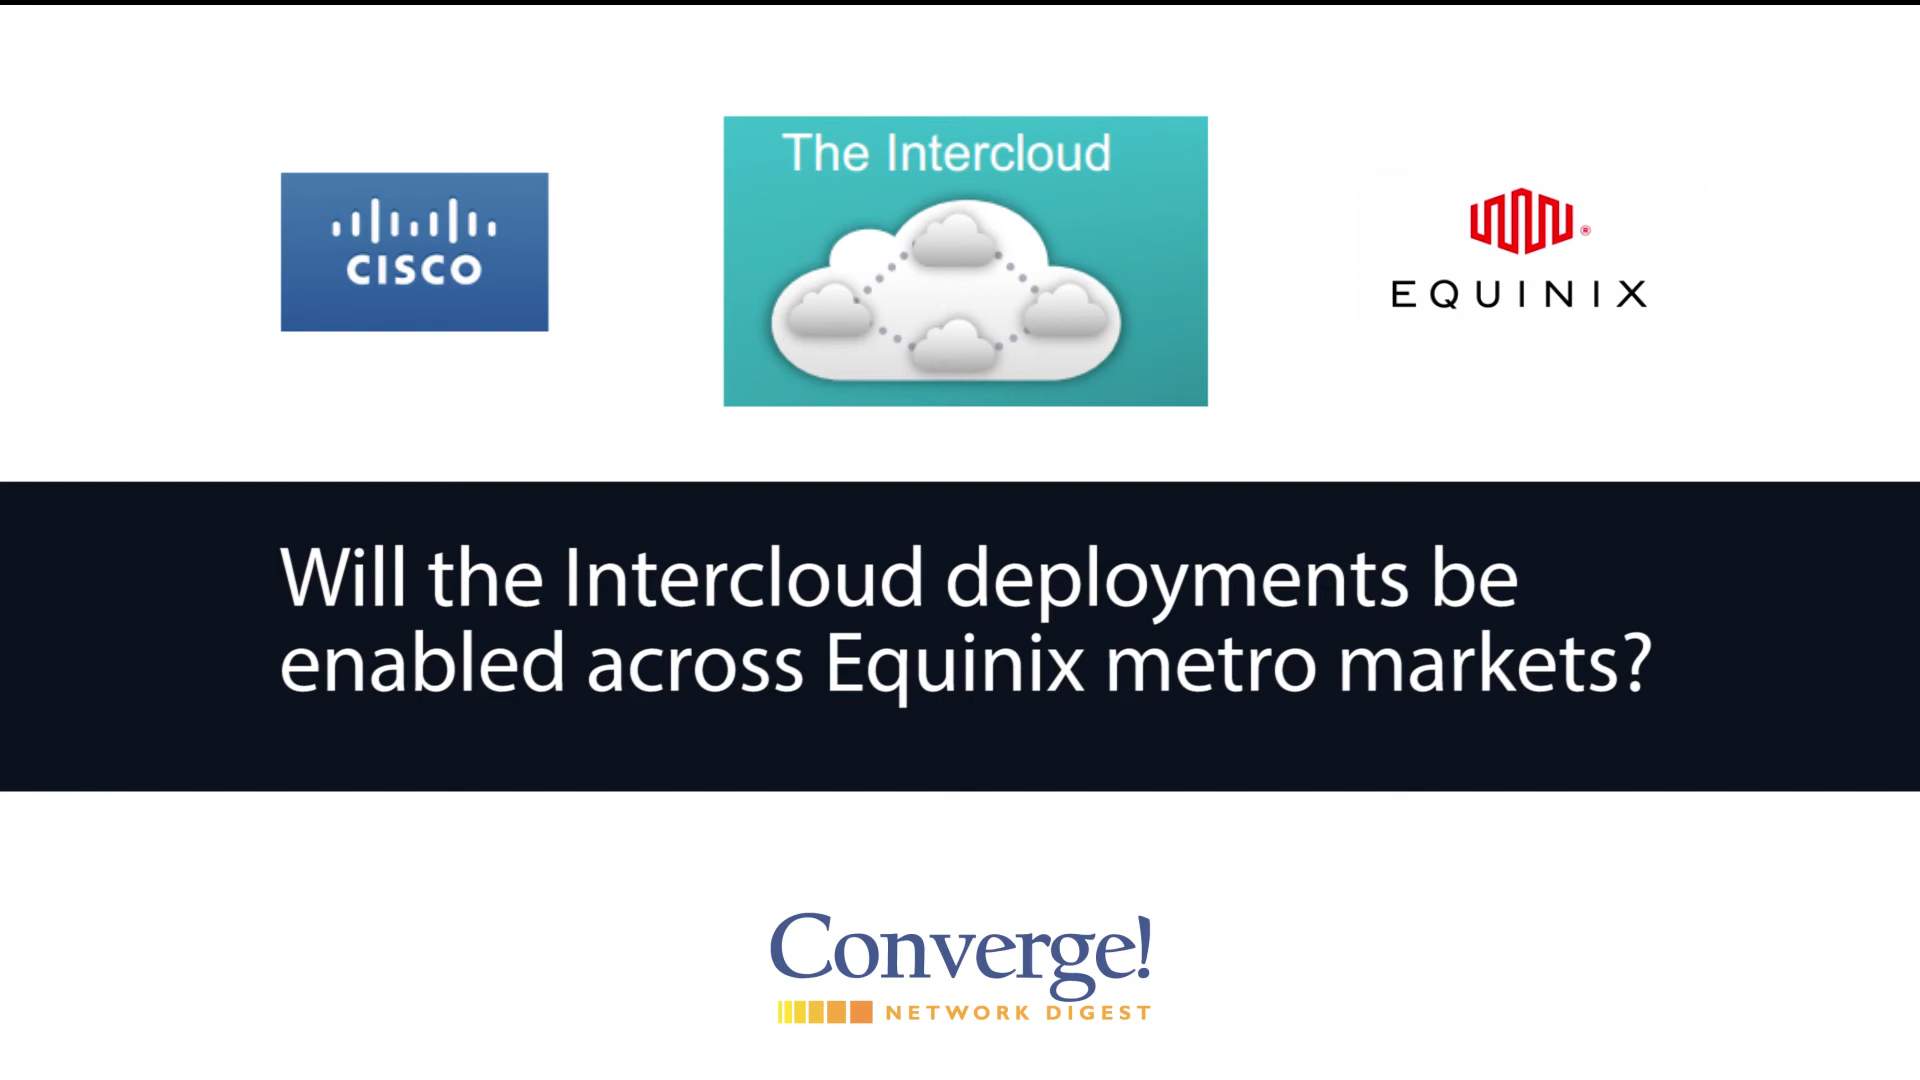 The Intercloud
CISCO
EQUINIX
®
Will the Intercloud deployments be
enabled across Equinix metro markets?
Converge!
NETWORK DIGEST